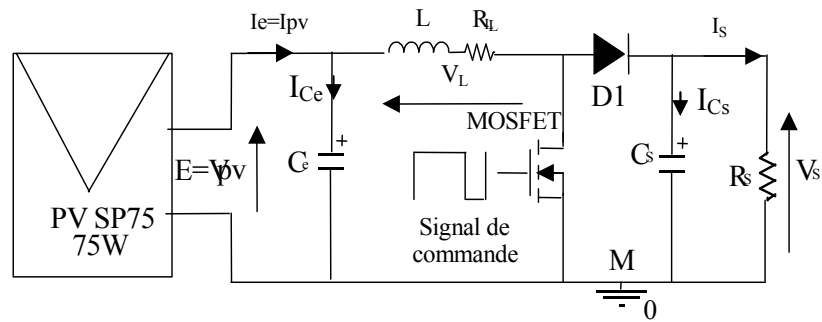 Ie=Ipv
L
RL
IS
VL
ICe
D1
ICs
MOSFET
Ce
CS
E=Vpv
RS
VS
PV SP75
75W
Signal de
commande
M
0
+
+